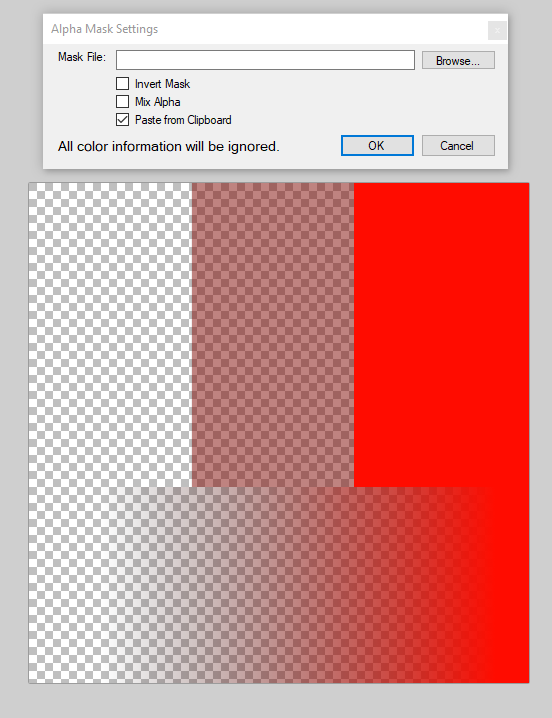 Alpha Mask Settings
Mask File:
Browse...
Invert Mask
Mix Alpha
Paste from Clipboard
All color information will be ignored.
OK
Cancel